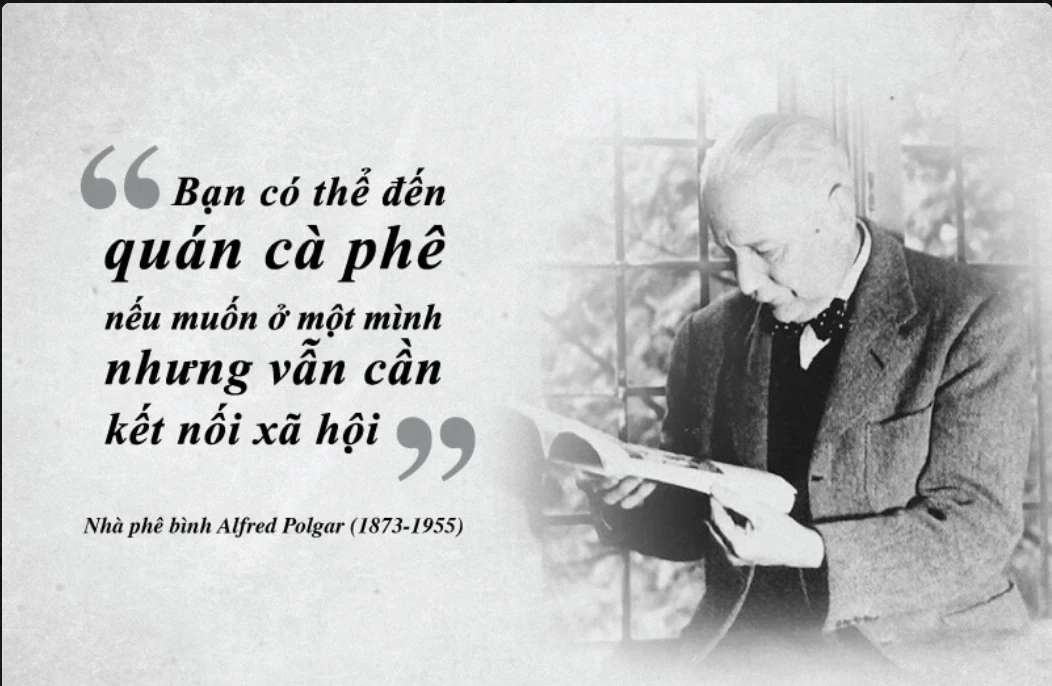 “ Bạn có thể đến
quán cà phê
nếu muốn ở một mình
nhưng vẫn cần
kết nối xã hội ”
Nhà phê bình Alfred Polgar (1873-1955)